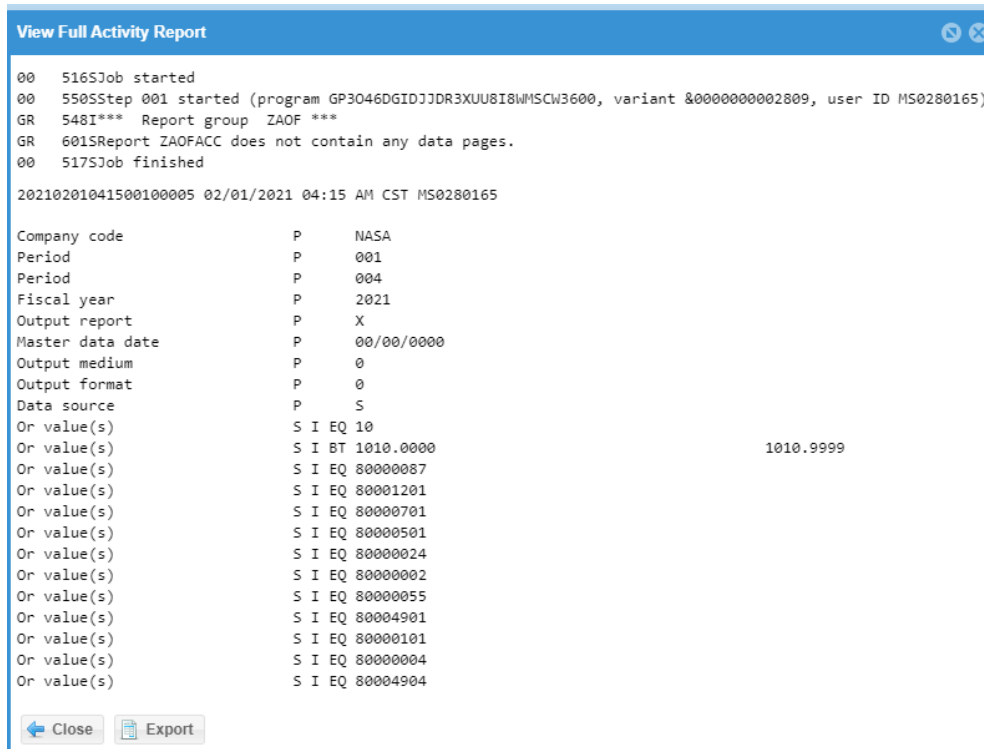 View Full Activity Report
00 516SJob started
00 550SStep 001 started (program GP3O46DGIDJJDR3XUU8I8WMSCW3600, variant &0000000002809, user ID MS0280165)
GR 548I*** Report group ZAOF ***
GR 601SReport ZAOFACC does not contain any data pages.
00 517SJob finished
20210201041500100005 02/01/2021 04:15 AM CST MS0280165
Company code P NASA
Period P 001
Period P 004
Fiscal year P 2021
Output report P X
Master data date P 00/00/0000
Output medium P 0
Output format P 0
Data source P S
Or value(s) S I EQ 10
Or value(s) S I BT 1010.0000 1010.9999
Or value(s) S I EQ 80000087
Or value(s) S I EQ 80001201
Or value(s) S I EQ 80000701
Or value(s) S I EQ 80000501
Or value(s) S I EQ 80000024
Or value(s) S I EQ 80000002
Or value(s) S I EQ 80000055
Or value(s) S I EQ 80004901
Or value(s) S I EQ 80000101
Or value(s) S I EQ 80000004
Or value(s) S I EQ 80004904
Close Export